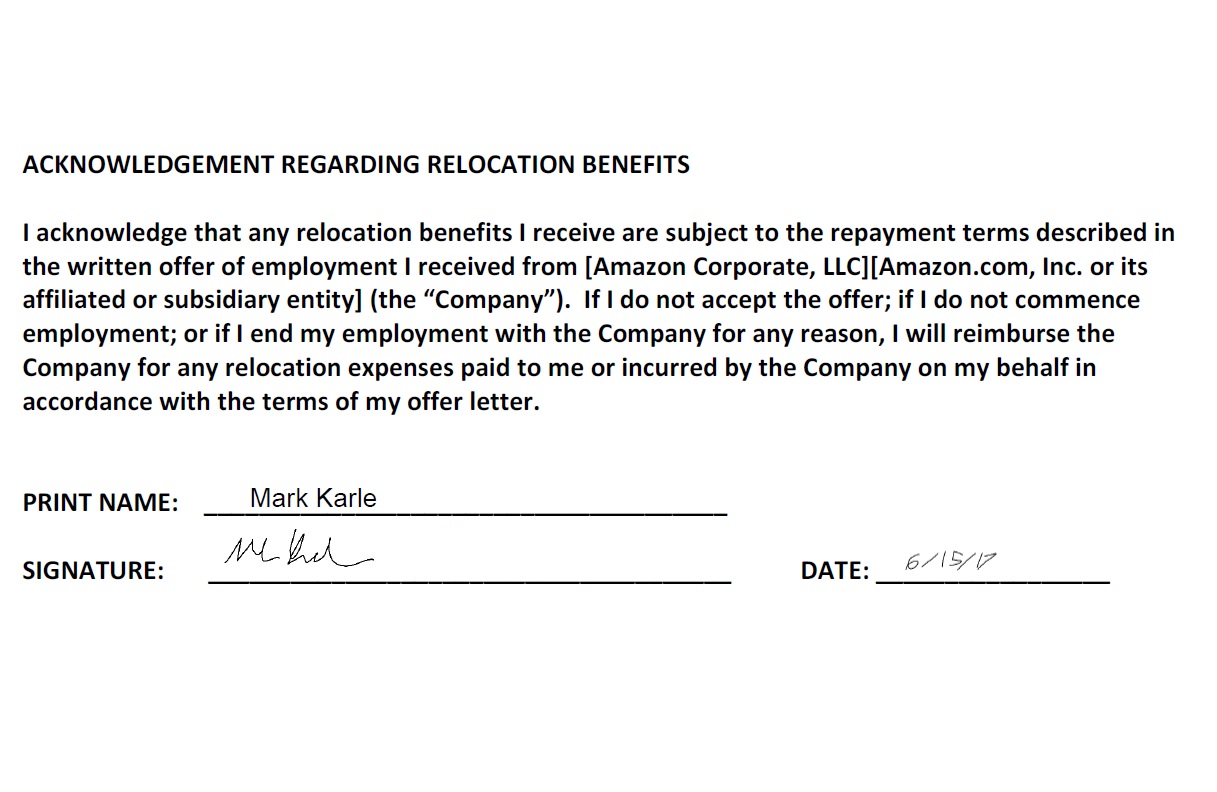 ACKNOWLEDGEMENT REGARDING RELOCATION BENEFITS
I acknowledge that any relocation benefits I receive are subject to the repayment terms described in
the written offer of employment I received from [Amazon Corporate, LLC][Amazon.com, Inc. or its
affiliated or subsidiary entity] (the “Company”).  If I do not accept the offer; if I do not commence
employment; or if I end my employment with the Company for any reason, I will reimburse the
Company for any relocation expenses paid to me or incurred by the Company on my behalf in
accordance with the terms of my offer letter.
PRINT NAME: Mark Karle
SIGNATURE: DATE: 6/15/17